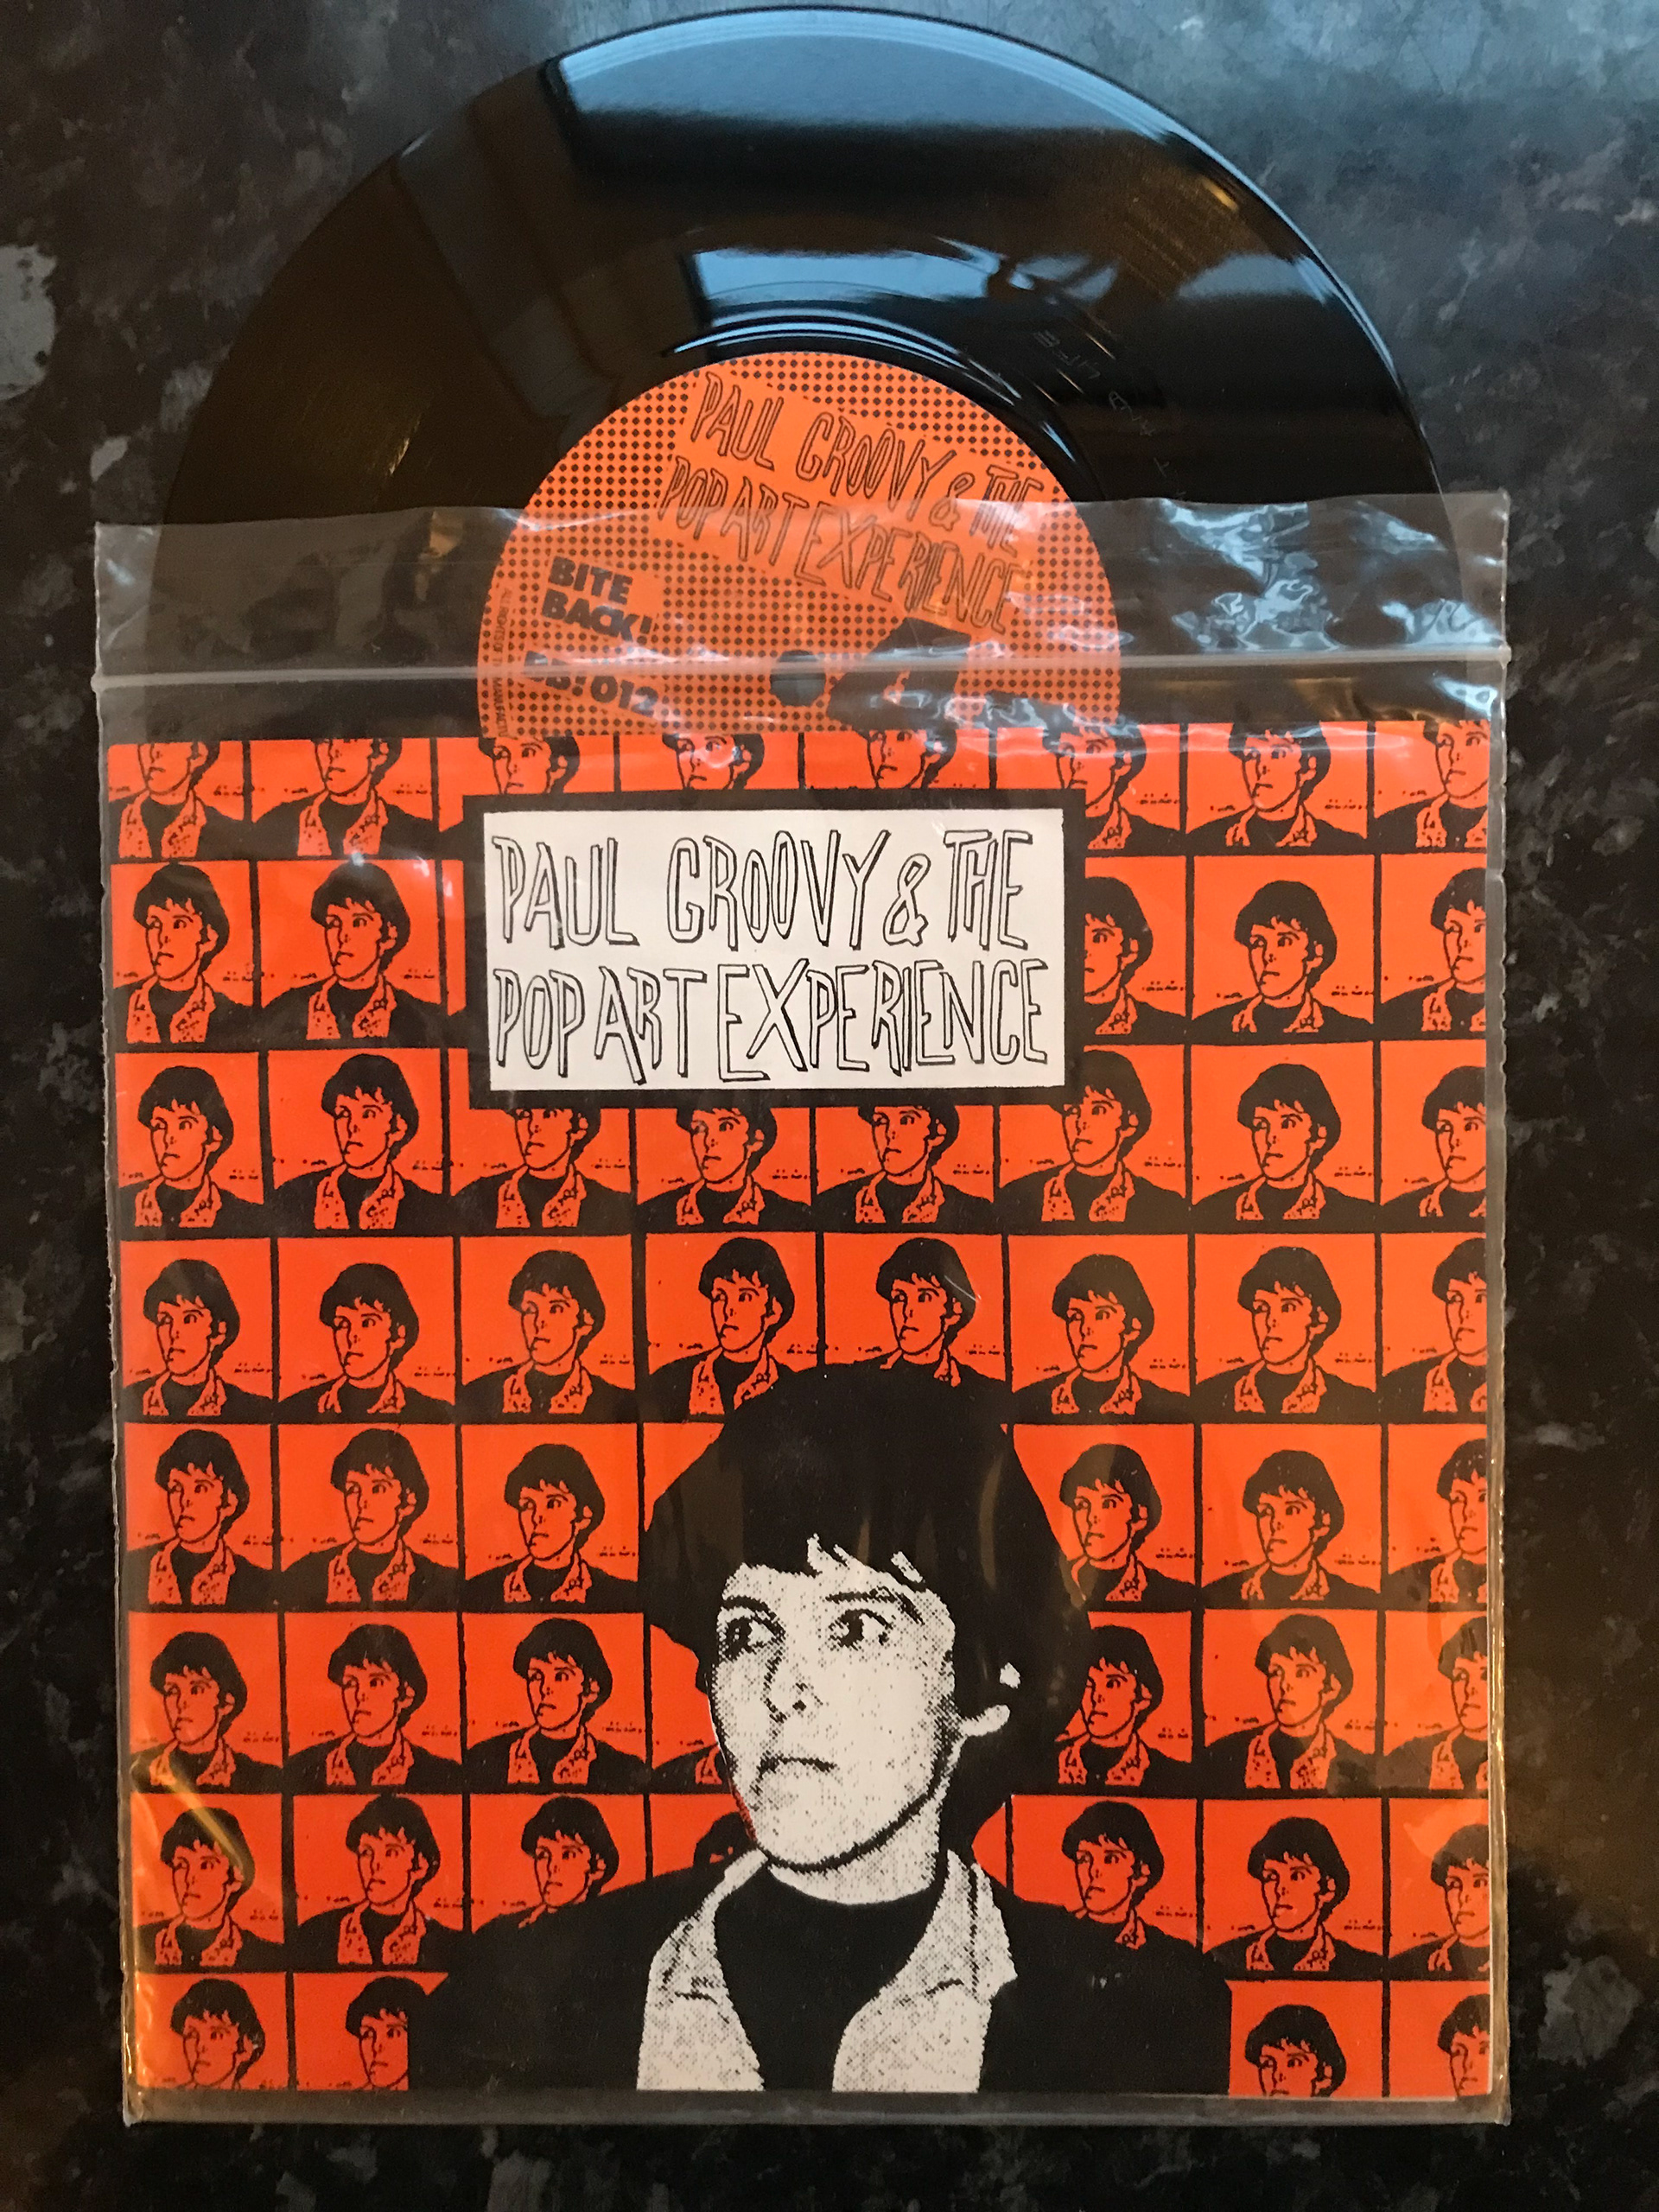 PAUL GROOVY & THE
POP ART EXPERIENCE
BITE
BACK!
BB! 012
PAUL GROOVY & THE
POP ART EXPERIENCE